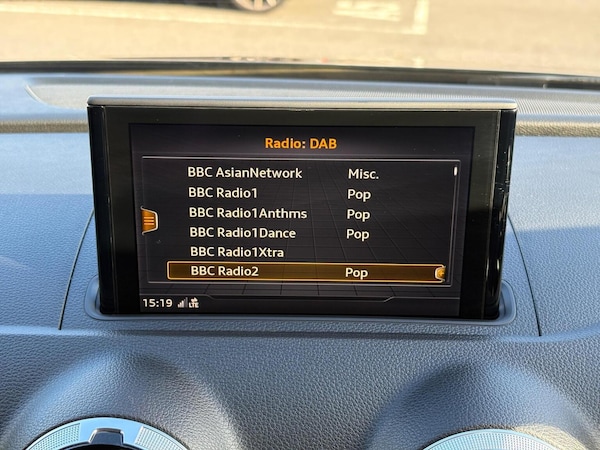 Radio: DAB
BBC AsianNetwork Misc.
BBC Radio1 Pop
BBC Radio1Anthms Pop
BBC Radio1Dance Pop
BBC Radio1Xtra
BBC Radio2 Pop
15:19 LTE